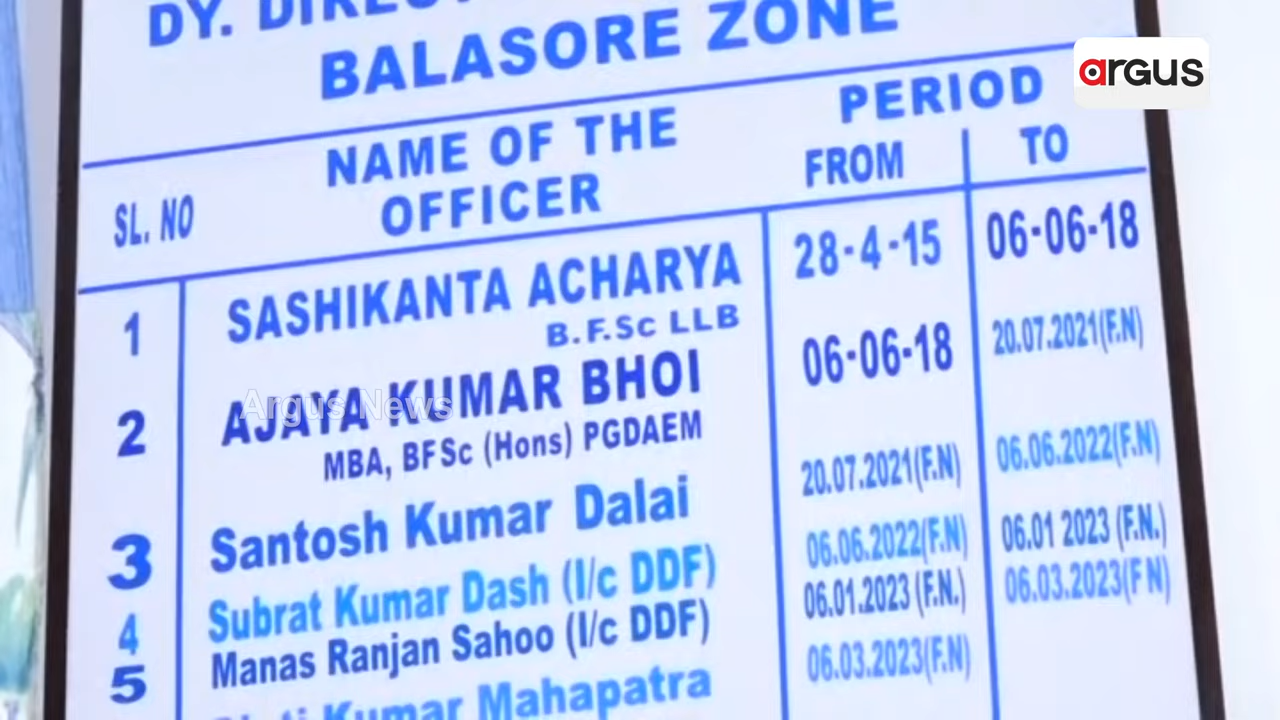 DY. DIRECT
BALASORE ZONE
argus
SL. NO
NAME OF THE
OFFICER
PERIOD
FROM
TO
1
SASHIKANTA ACHARYA
B.F.Sc LLB
28-4-15
06-06-18
2
AJAYA KUMAR BHOI
MBA, BFSc (Hons) PGDAEM
06-06-18
20.07.2021(F.N)
Argus News
3
Santosh Kumar Dalai
20.07.2021(F.N)
06.06.2022(F.N)
4
Subrat Kumar Dash (I/c DDF)
06.06.2022(F.N)
06.01 2023 (F.N.)
5
Manas Ranjan Sahoo (I/c DDF)
06.01.2023 (F.N.)
06.03.2023(F N)
Kumar Mahapatra
06.03.2023(F.N)